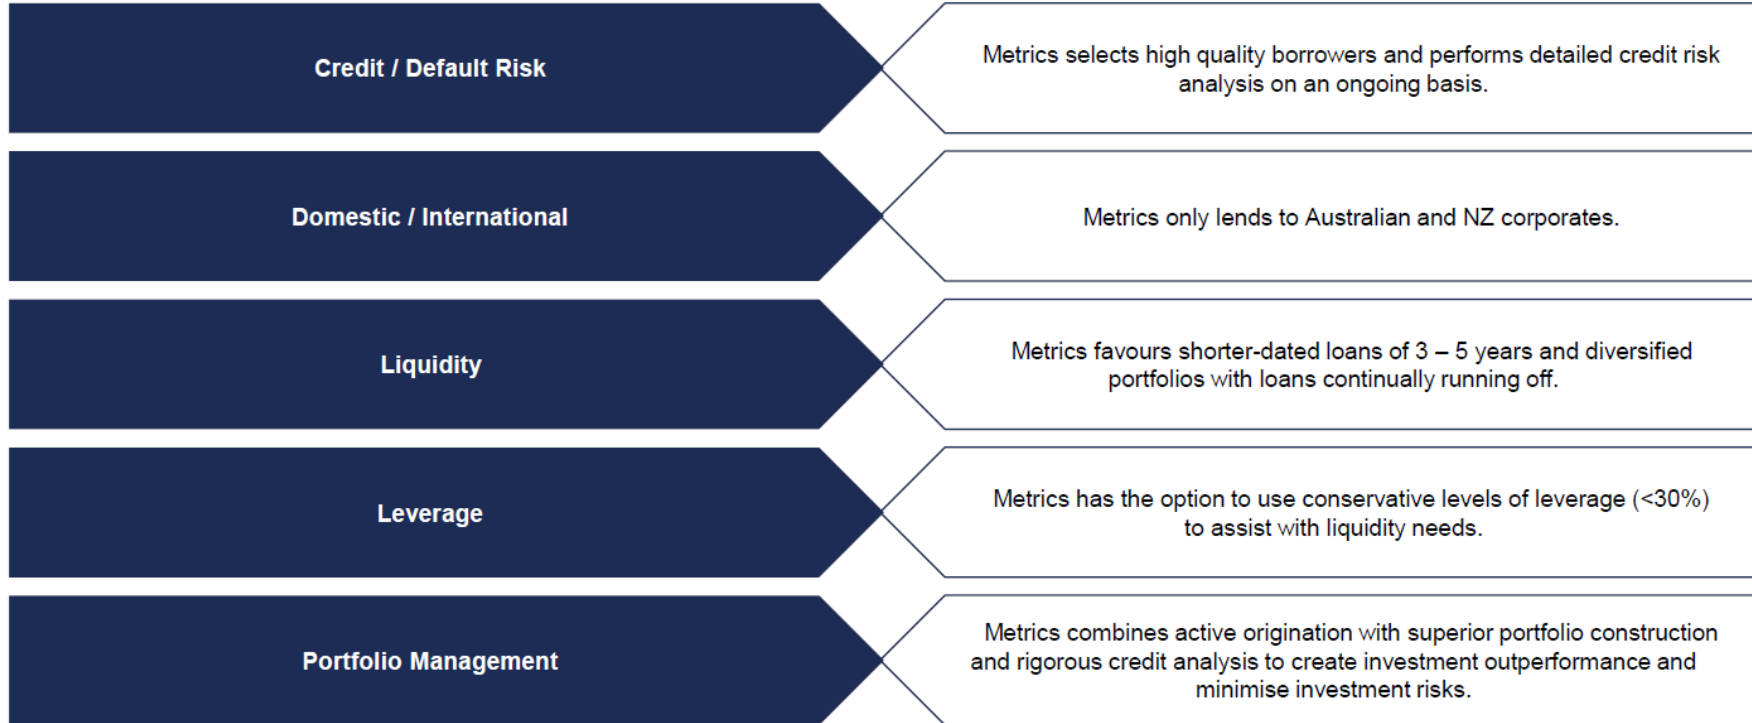 Credit / Default Risk
Metrics selects high quality borrowers and performs detailed credit risk
analysis on an ongoing basis.
Domestic / International
Metrics only lends to Australian and NZ corporates.
Liquidity
Metrics favours shorter-dated loans of 3 – 5 years and diversified
portfolios with loans continually running off.
Leverage
Metrics has the option to use conservative levels of leverage (<30%)
to assist with liquidity needs.
Portfolio Management
Metrics combines active origination with superior portfolio construction
and rigorous credit analysis to create investment outperformance and
minimise investment risks.